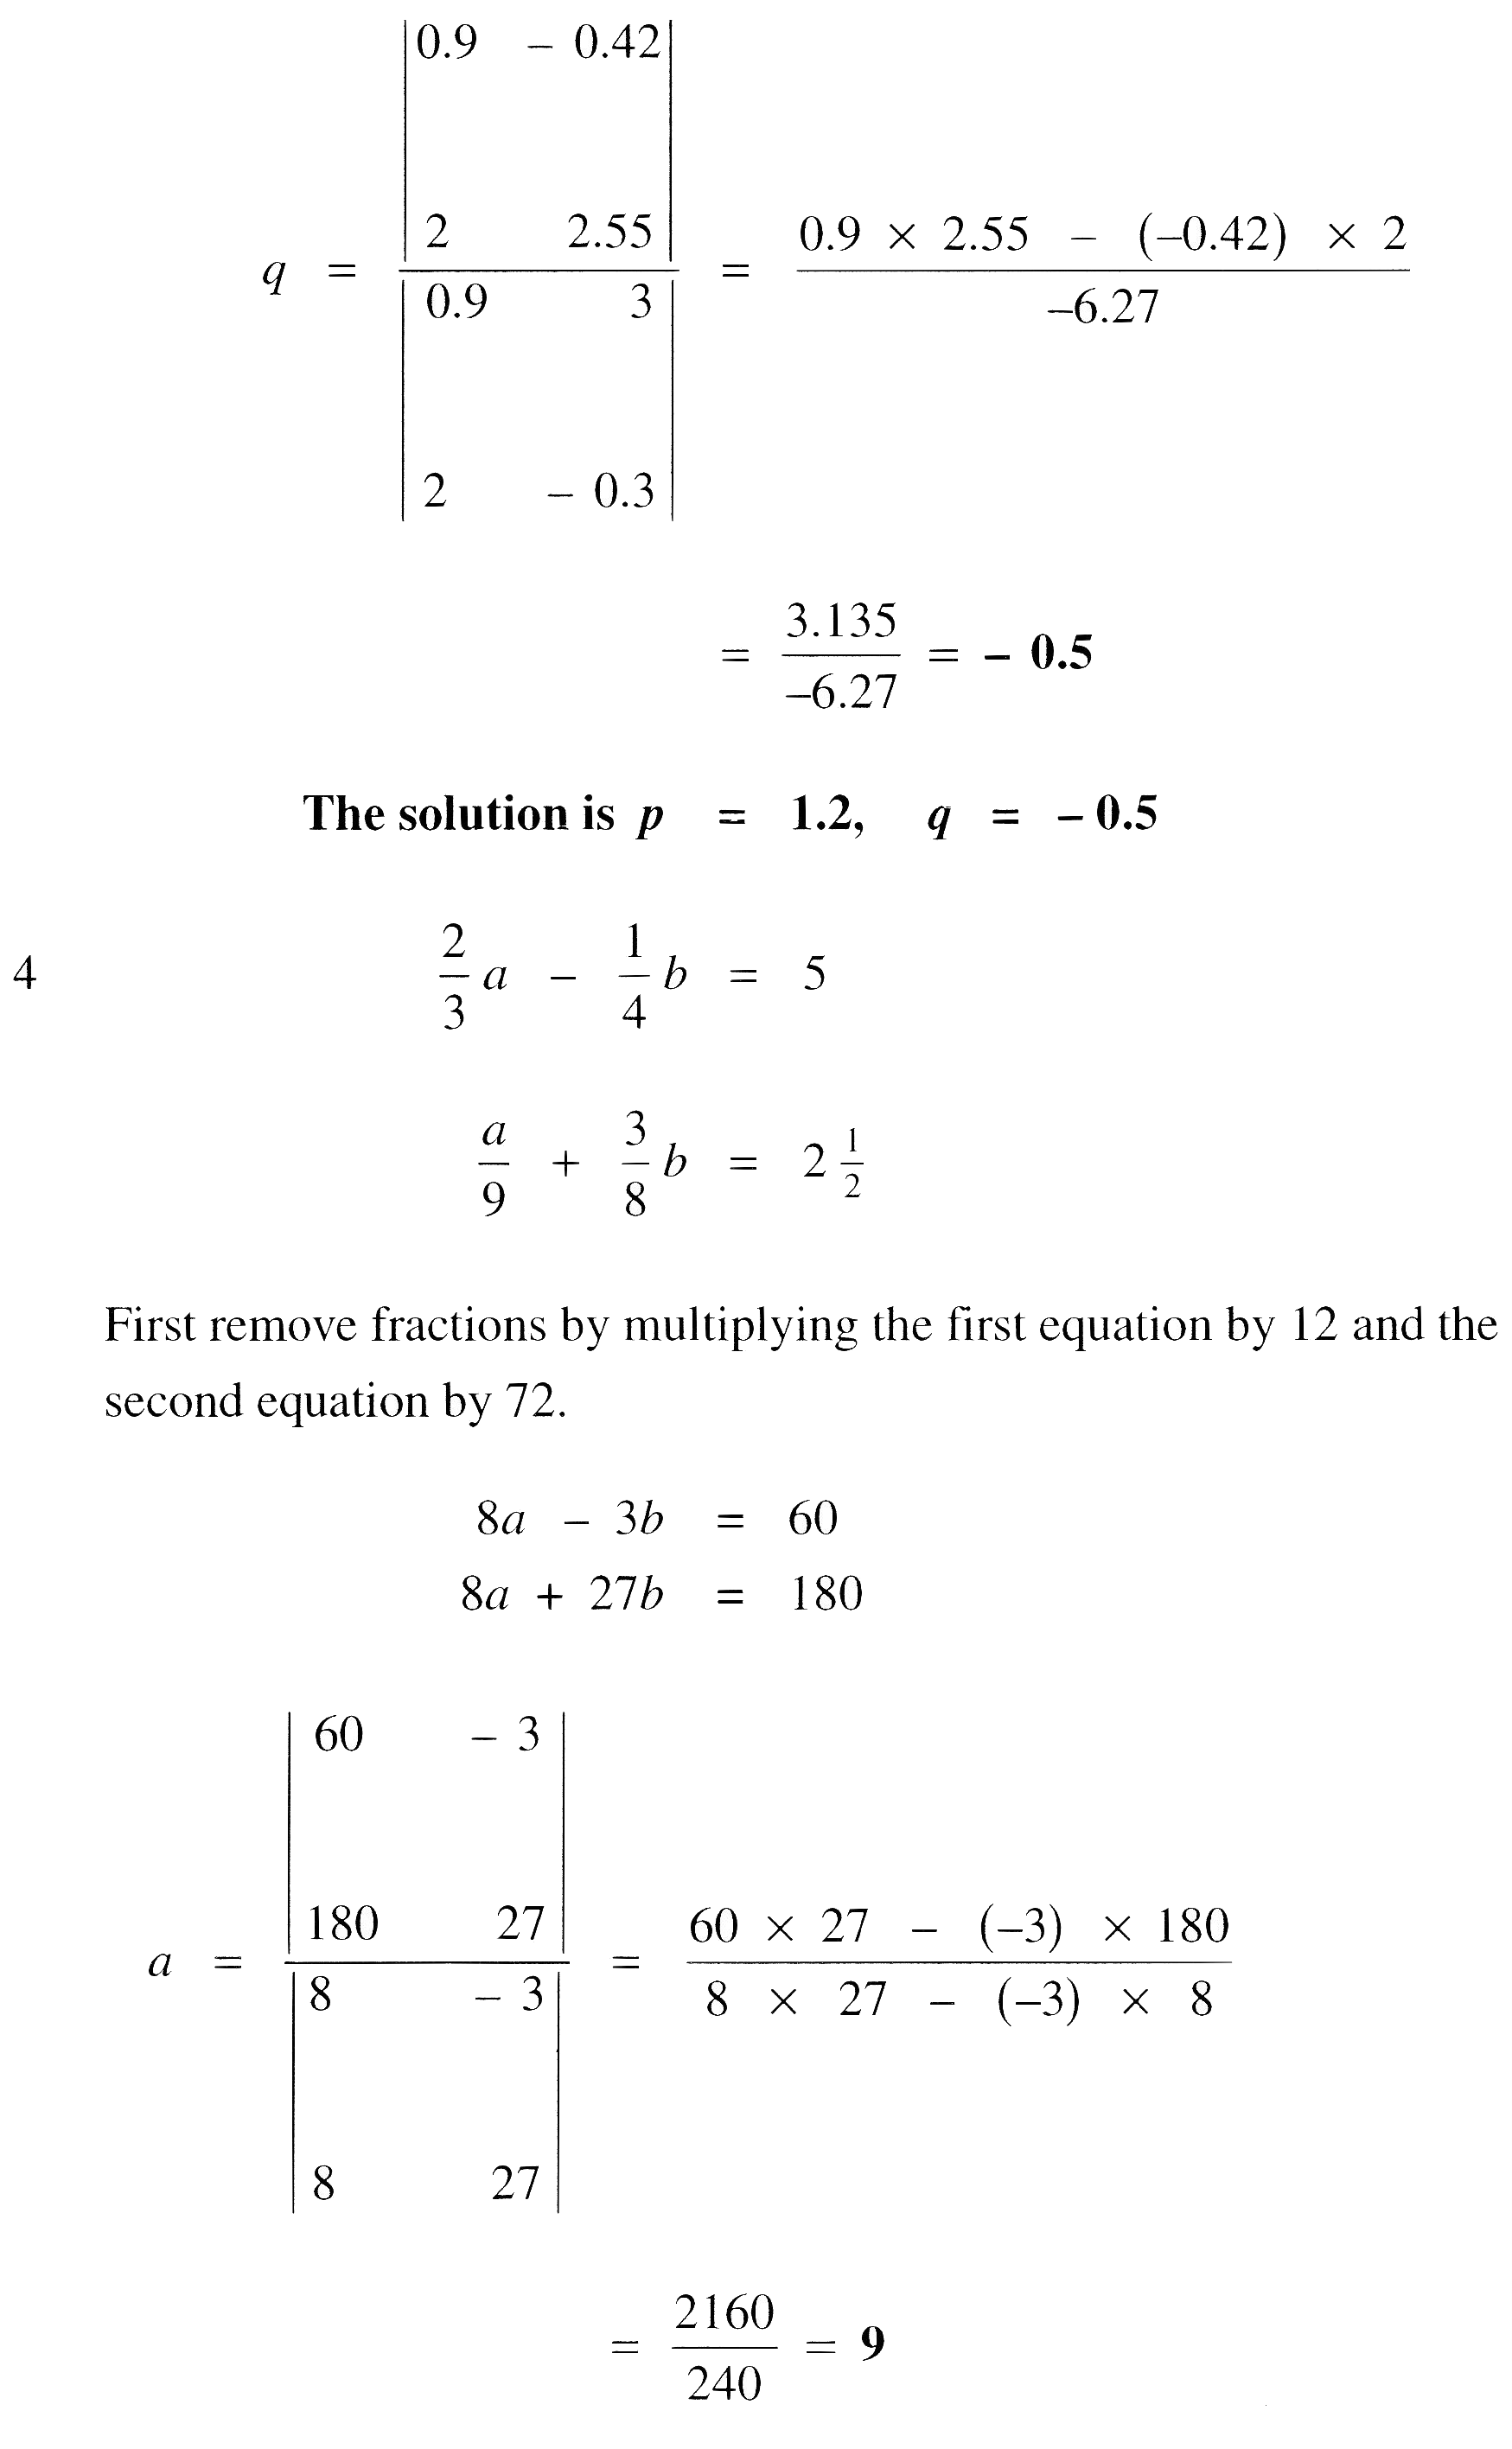 |0.9 – 0.42|
|2 2.55|
q = = 0.9 × 2.55 – (–0.42) × 2
|0.9 3| –6.27
|2 – 0.3|
= 3.135 / –6.27 = – 0.5
The solution is p = 1.2, q = – 0.5
4 2/3 a – 1/4 b = 5
a/9 + 3/8 b = 2 1/2
First remove fractions by multiplying the first equation by 12 and the
second equation by 72.
8a – 3b = 60
8a + 27b = 180
|60 – 3|
|180 27| 60 × 27 – (–3) × 180
a = =
|8 – 3| 8 × 27 – (–3) × 8
|8 27|
= 2160 / 240 = 9